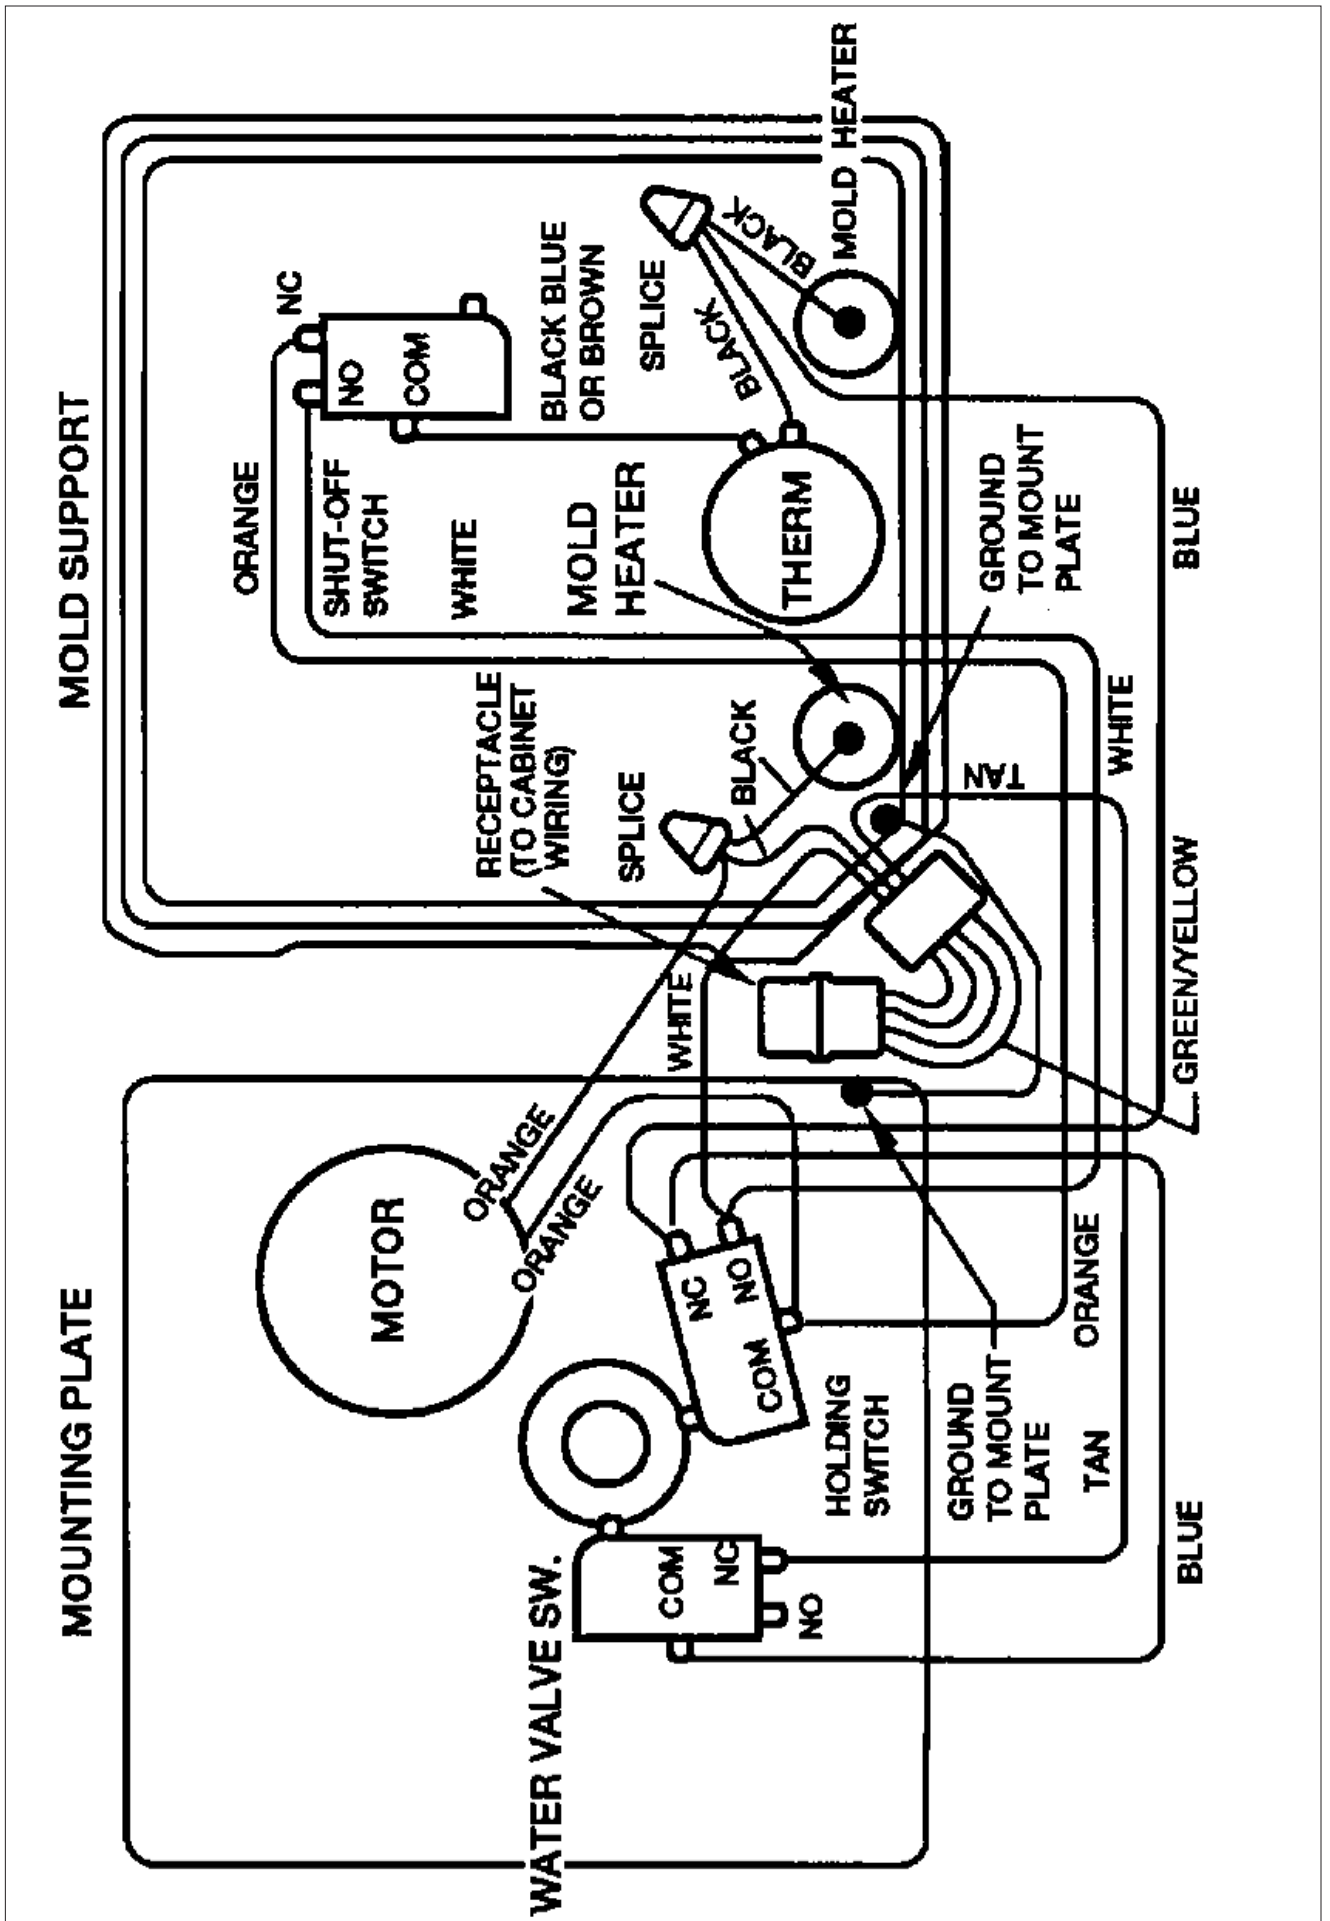 MOUNTING PLATE
MOLD SUPPORT
MOTOR
ORANGE
ORANGE
WATER VALVE SW.
COM
NC
NO
NC
NO
COM
HOLDING
SWITCH
GROUND
TO MOUNT
PLATE
TAN
ORANGE
BLUE
WHITE
RECEPTACLE
(TO CABINET
WIRING)
SPLICE
BLACK
MOLD
HEATER
ORANGE
SHUT-OFF
SWITCH
WHITE
NC
NO
COM
BLACK BLUE
OR BROWN
SPLICE
BLACK
BLACK
MOLD HEATER
THERM
GROUND
TO MOUNT
PLATE
TAN
WHITE
BLUE
GREEN/YELLOW